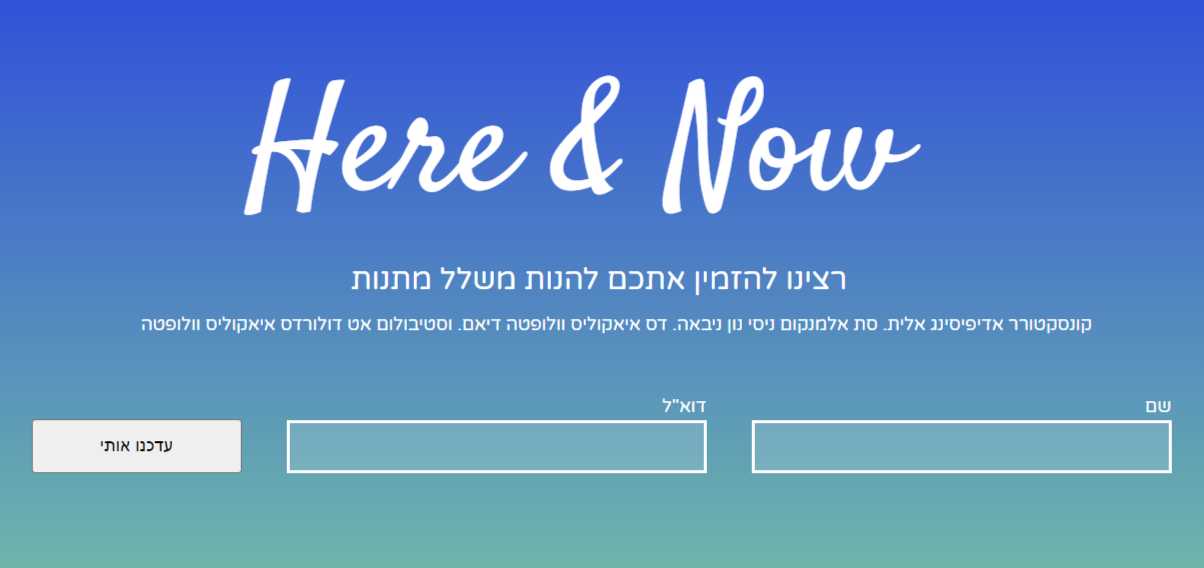 Here & Now
רצינו להזמין אתכם להנות משלל מתנות
קונסקטורר אדיפיסינג אלית. סת אלמנקום ניסי נון ניבאה. דס איאקוליס וולופטה דיאם. וסטיבולום אט דולורדס איאקוליס וולופטה
שם
דוא"ל
עדכנו אותי